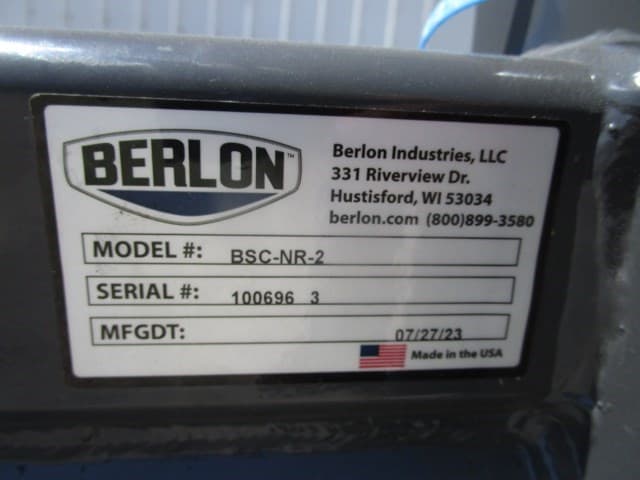 BERLON™
Berlon Industries, LLC
331 Riverview Dr.
Hustisford, WI 53034
berlon.com (800)899-3580
MODEL #: BSC-NR-2
SERIAL #: 100696 3
MFGDT: 07/27/23
Made in the USA